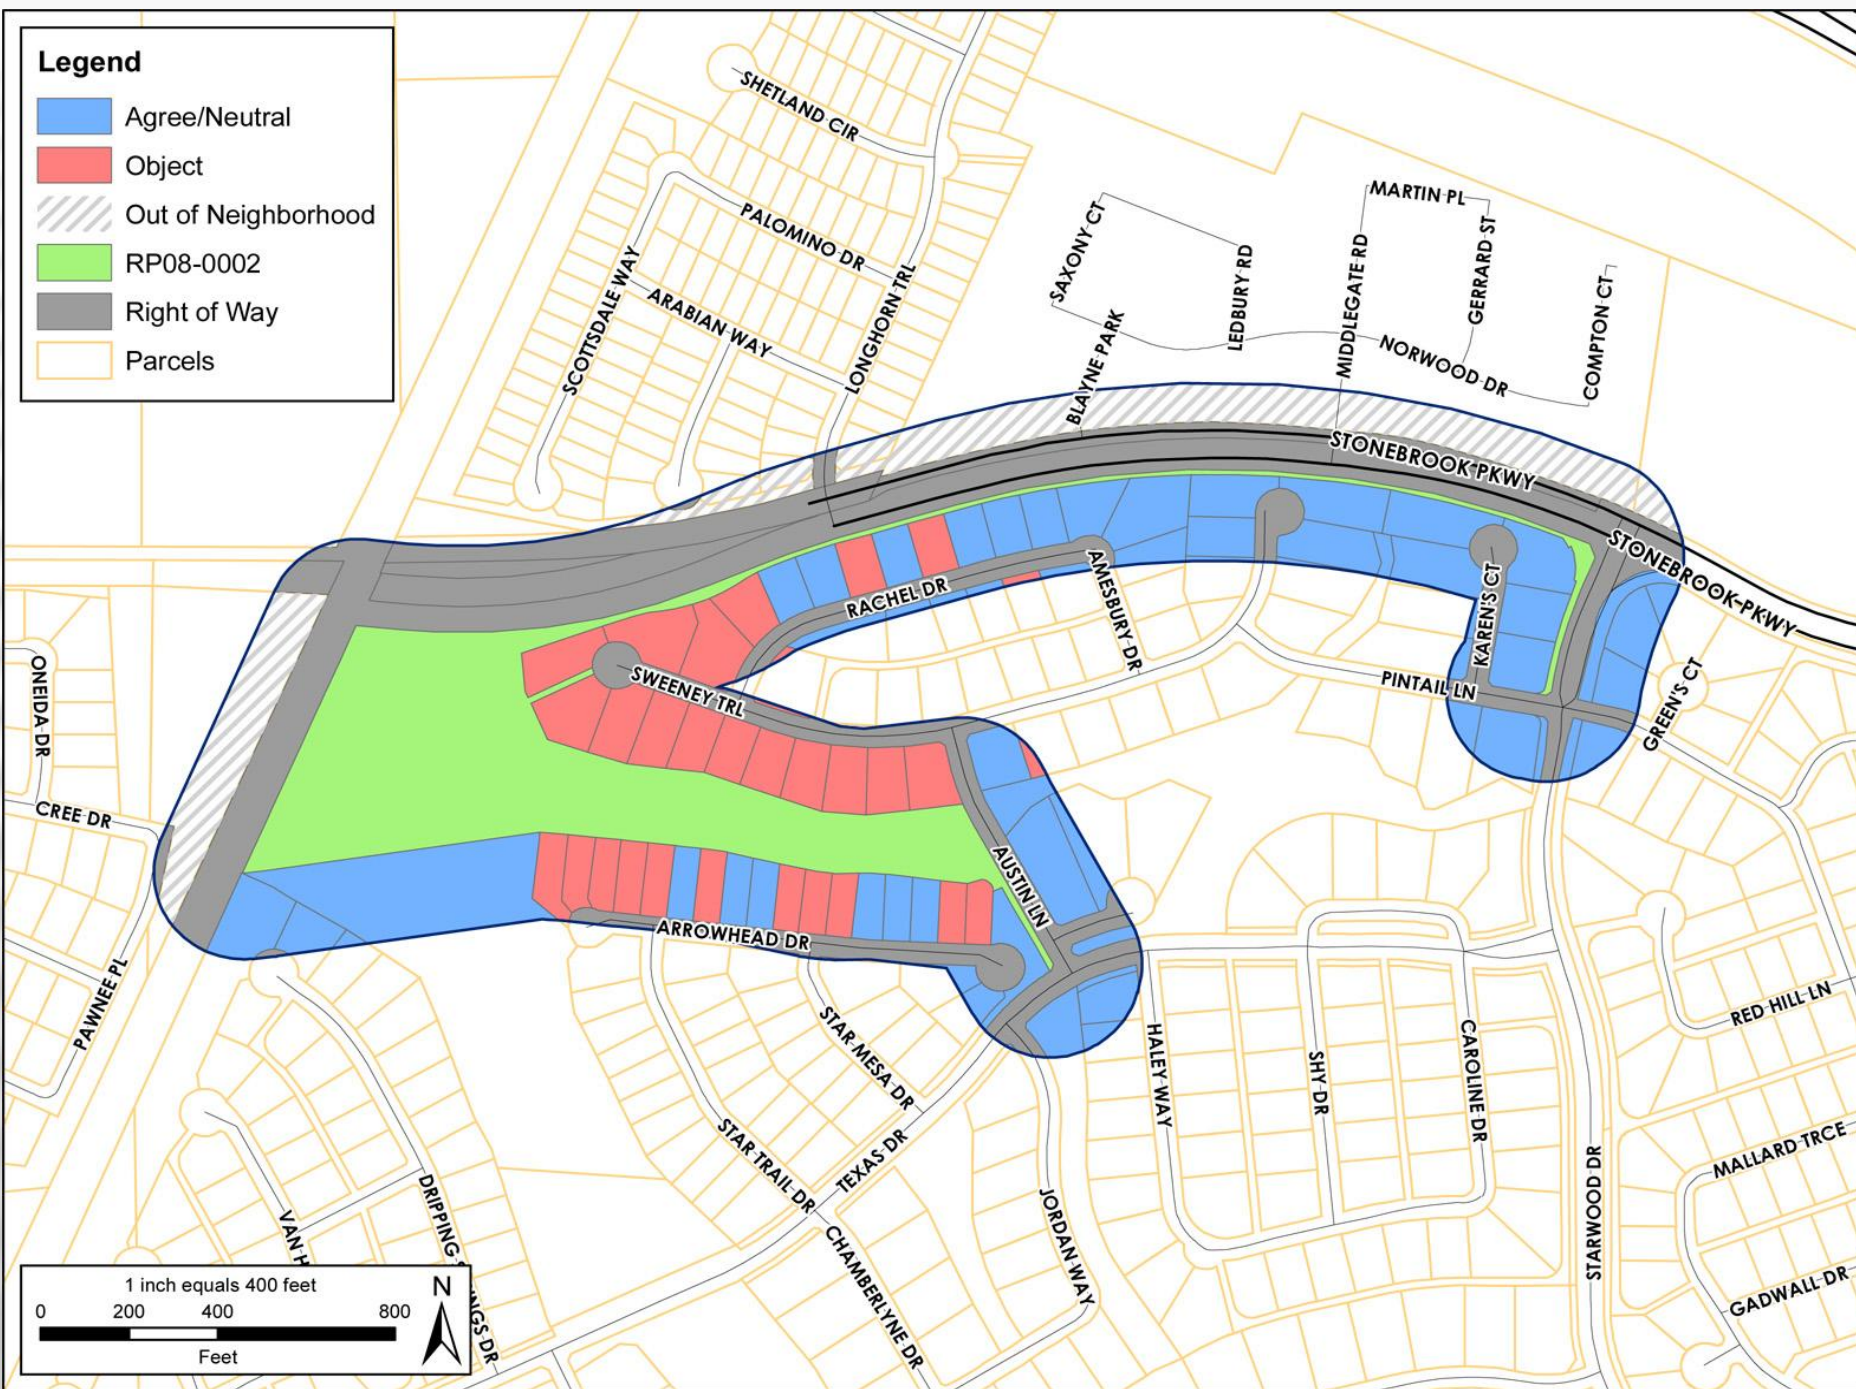 Legend
Agree/Neutral
Object
Out of Neighborhood
RP08-0002
Right of Way
Parcels
SHETLAND CIR
PALOMINO DR
SCOTTSDALE WAY
ARABIAN WAY
LONGHORN TRL
SAXONY CT
BLAYNE PARK
LEDBURY RD
MIDDLEGATE RD
MARTIN PL
GERRARD ST
NORWOOD DR
COMPTON CT
STONEBROOK PKWY
STONEBROOK PKWY
RACHEL DR
AMESBURY DR
KAREN'S CT
PINTAIL LN
GREEN'S CT
SWEENEY TRL
ONEIDA DR
CREE DR
PAWNEE PL
AUSTIN LN
ARROWHEAD DR
STAR MESA DR
STAR TRAIL DR
TEXAS DR
CHAMBERLYNE DR
JORDAN WAY
HALEY WAY
SHY DR
CAROLINE DR
STARWOOD DR
RED HILL LN
MALLARD TRCE
GADWALL DR
VAN H
DRIPPING S
NGS DR
1 inch equals 400 feet
N
0 200 400 800
Feet